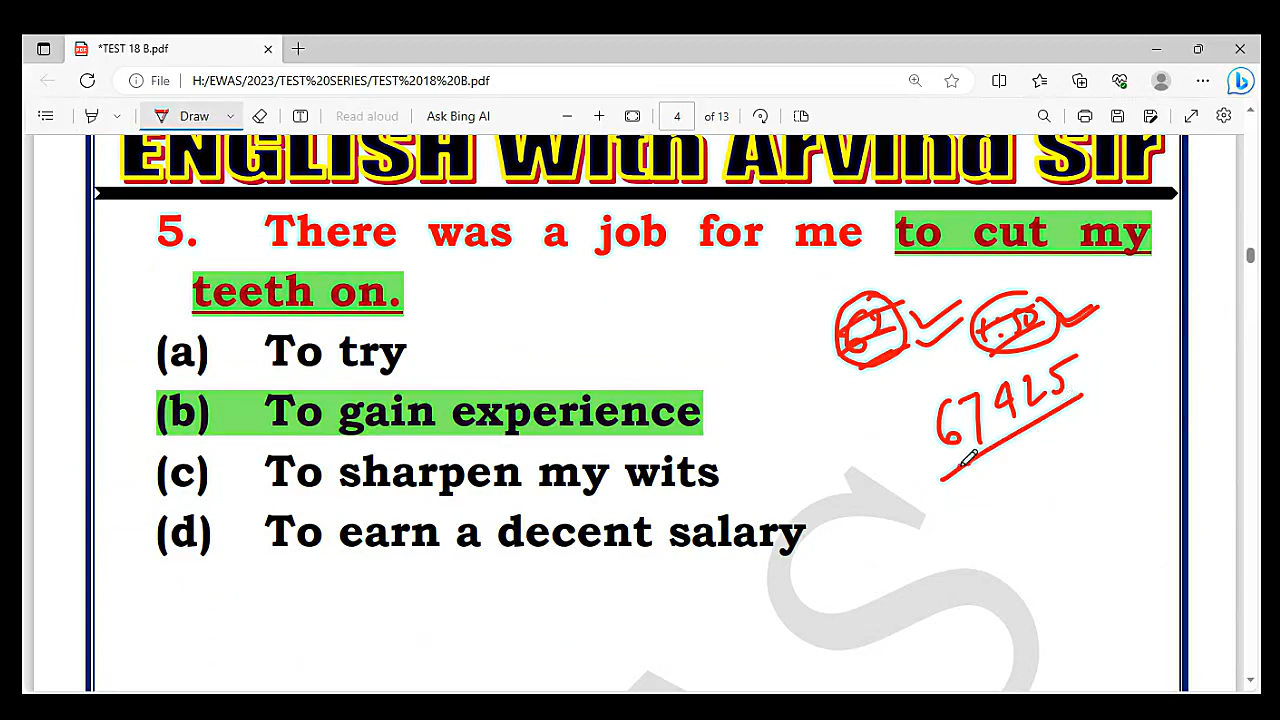 *TEST 18 B.pdf
File H:/EWAS/2023/TEST%20SERIES/TEST%2018%20B.pdf
Draw Read aloud Ask Bing AI 4 of 13
ENGLISH With Arvind Sir
5. There was a job for me to cut my
teeth on.
(a) To try
(b) To gain experience
67425
(c) To sharpen my wits
(d) To earn a decent salary
S